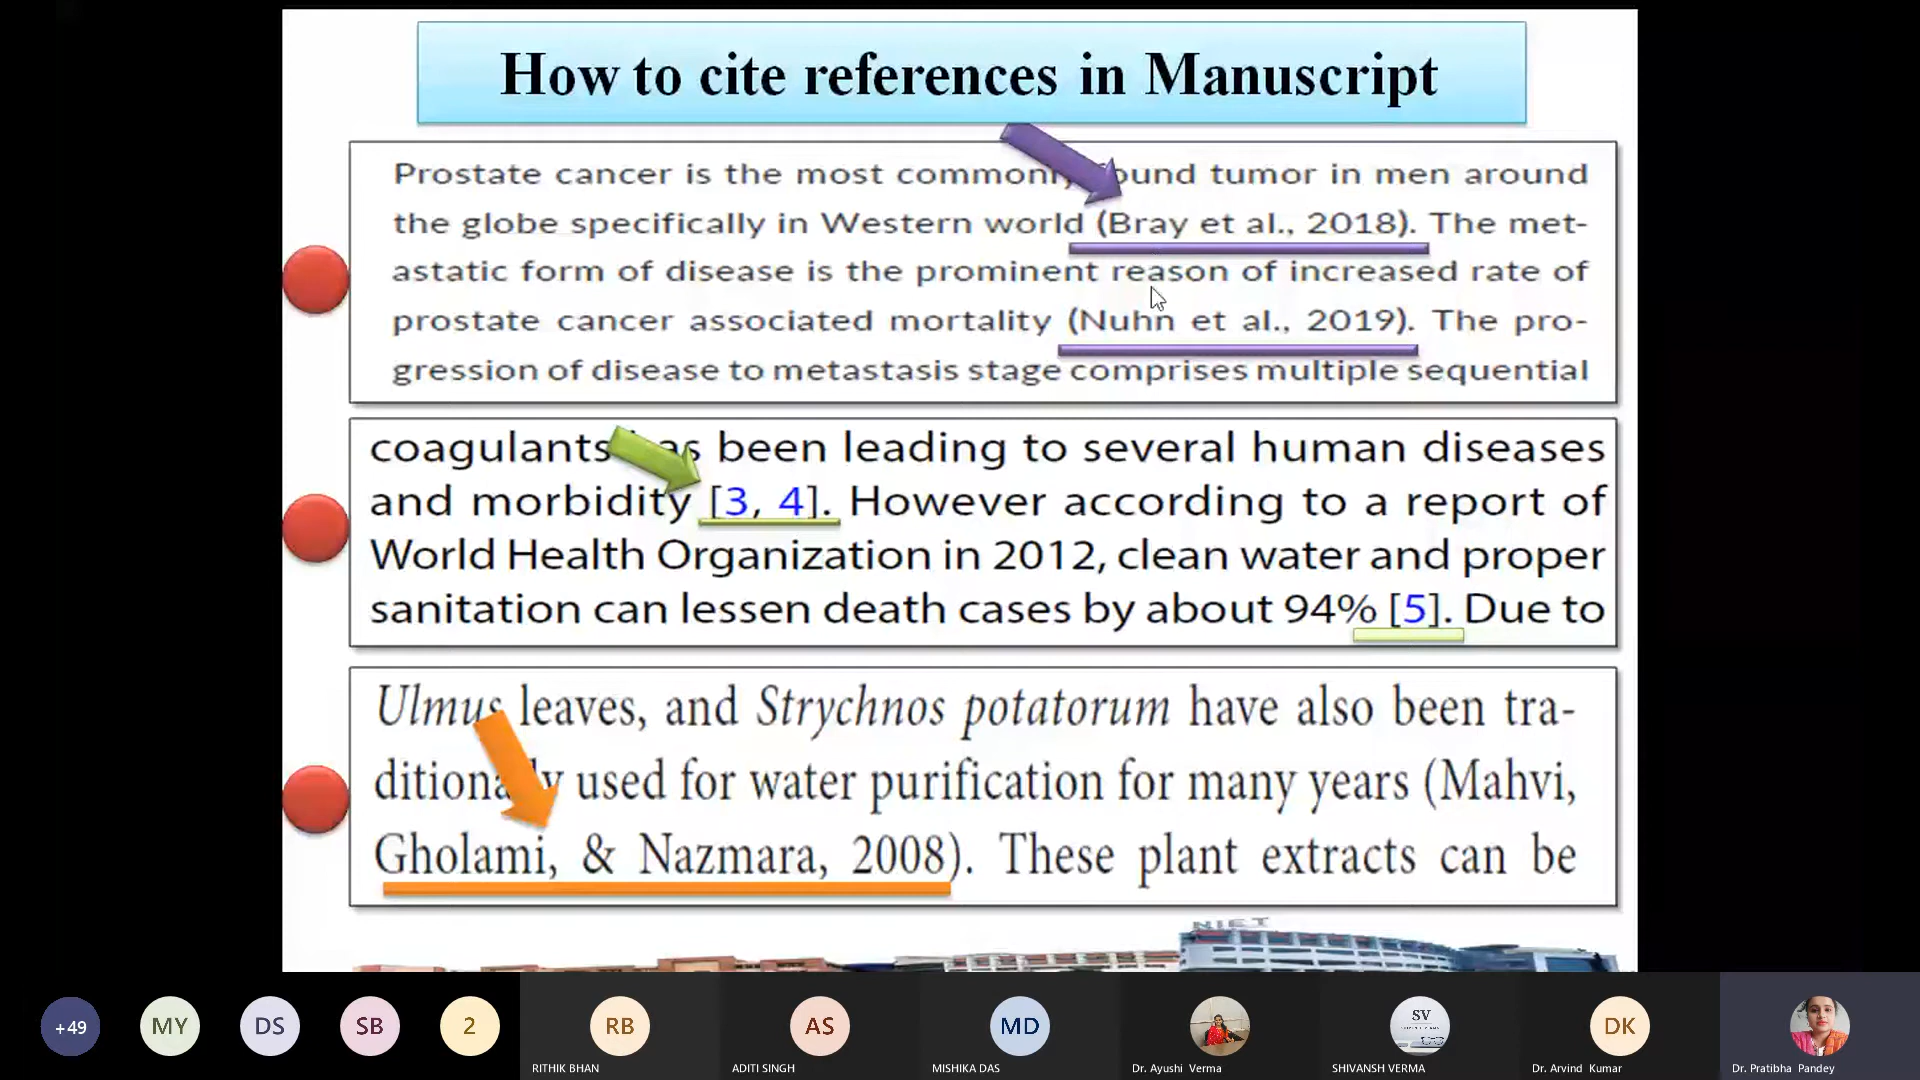 How to cite references in Manuscript
Prostate cancer is the most commonly found tumor in men around
the globe specifically in Western world (Bray et al., 2018). The met-
astatic form of disease is the prominent reason of increased rate of
prostate cancer associated mortality (Nuhn et al., 2019). The pro-
gression of disease to metastasis stage comprises multiple sequential
coagulants has been leading to several human diseases
and morbidity [3, 4]. However according to a report of
World Health Organization in 2012, clean water and proper
sanitation can lessen death cases by about 94% [5]. Due to
Ulmus leaves, and Strychnos potatorum have also been tra-
ditionally used for water purification for many years (Mahvi,
Gholami, & Nazmara, 2008). These plant extracts can be
NIET
+49
MY
DS
SB
2
RB
AS
MD
SV
DK
RITHIK BHAN
ADITI SINGH
MISHIKA DAS
Dr. Ayushi Verma
SHIVANSH VERMA
Dr. Arvind Kumar
Dr. Pratibha Pandey